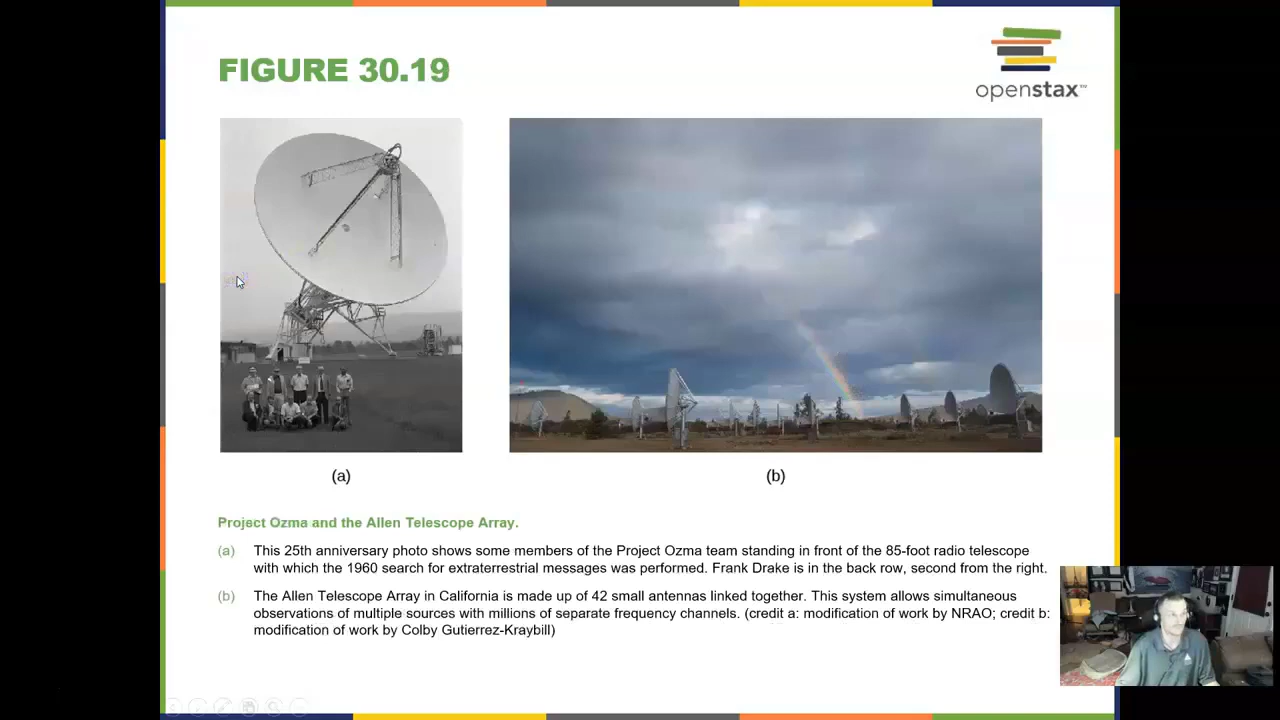 FIGURE 30.19
openstax™
(a)
(b)
Project Ozma and the Allen Telescope Array.
(a) This 25th anniversary photo shows some members of the Project Ozma team standing in front of the 85-foot radio telescope
with which the 1960 search for extraterrestrial messages was performed. Frank Drake is in the back row, second from the right.
(b) The Allen Telescope Array in California is made up of 42 small antennas linked together. This system allows simultaneous
observations of multiple sources with millions of separate frequency channels. (credit a: modification of work by NRAO; credit b:
modification of work by Colby Gutierrez-Kraybill)